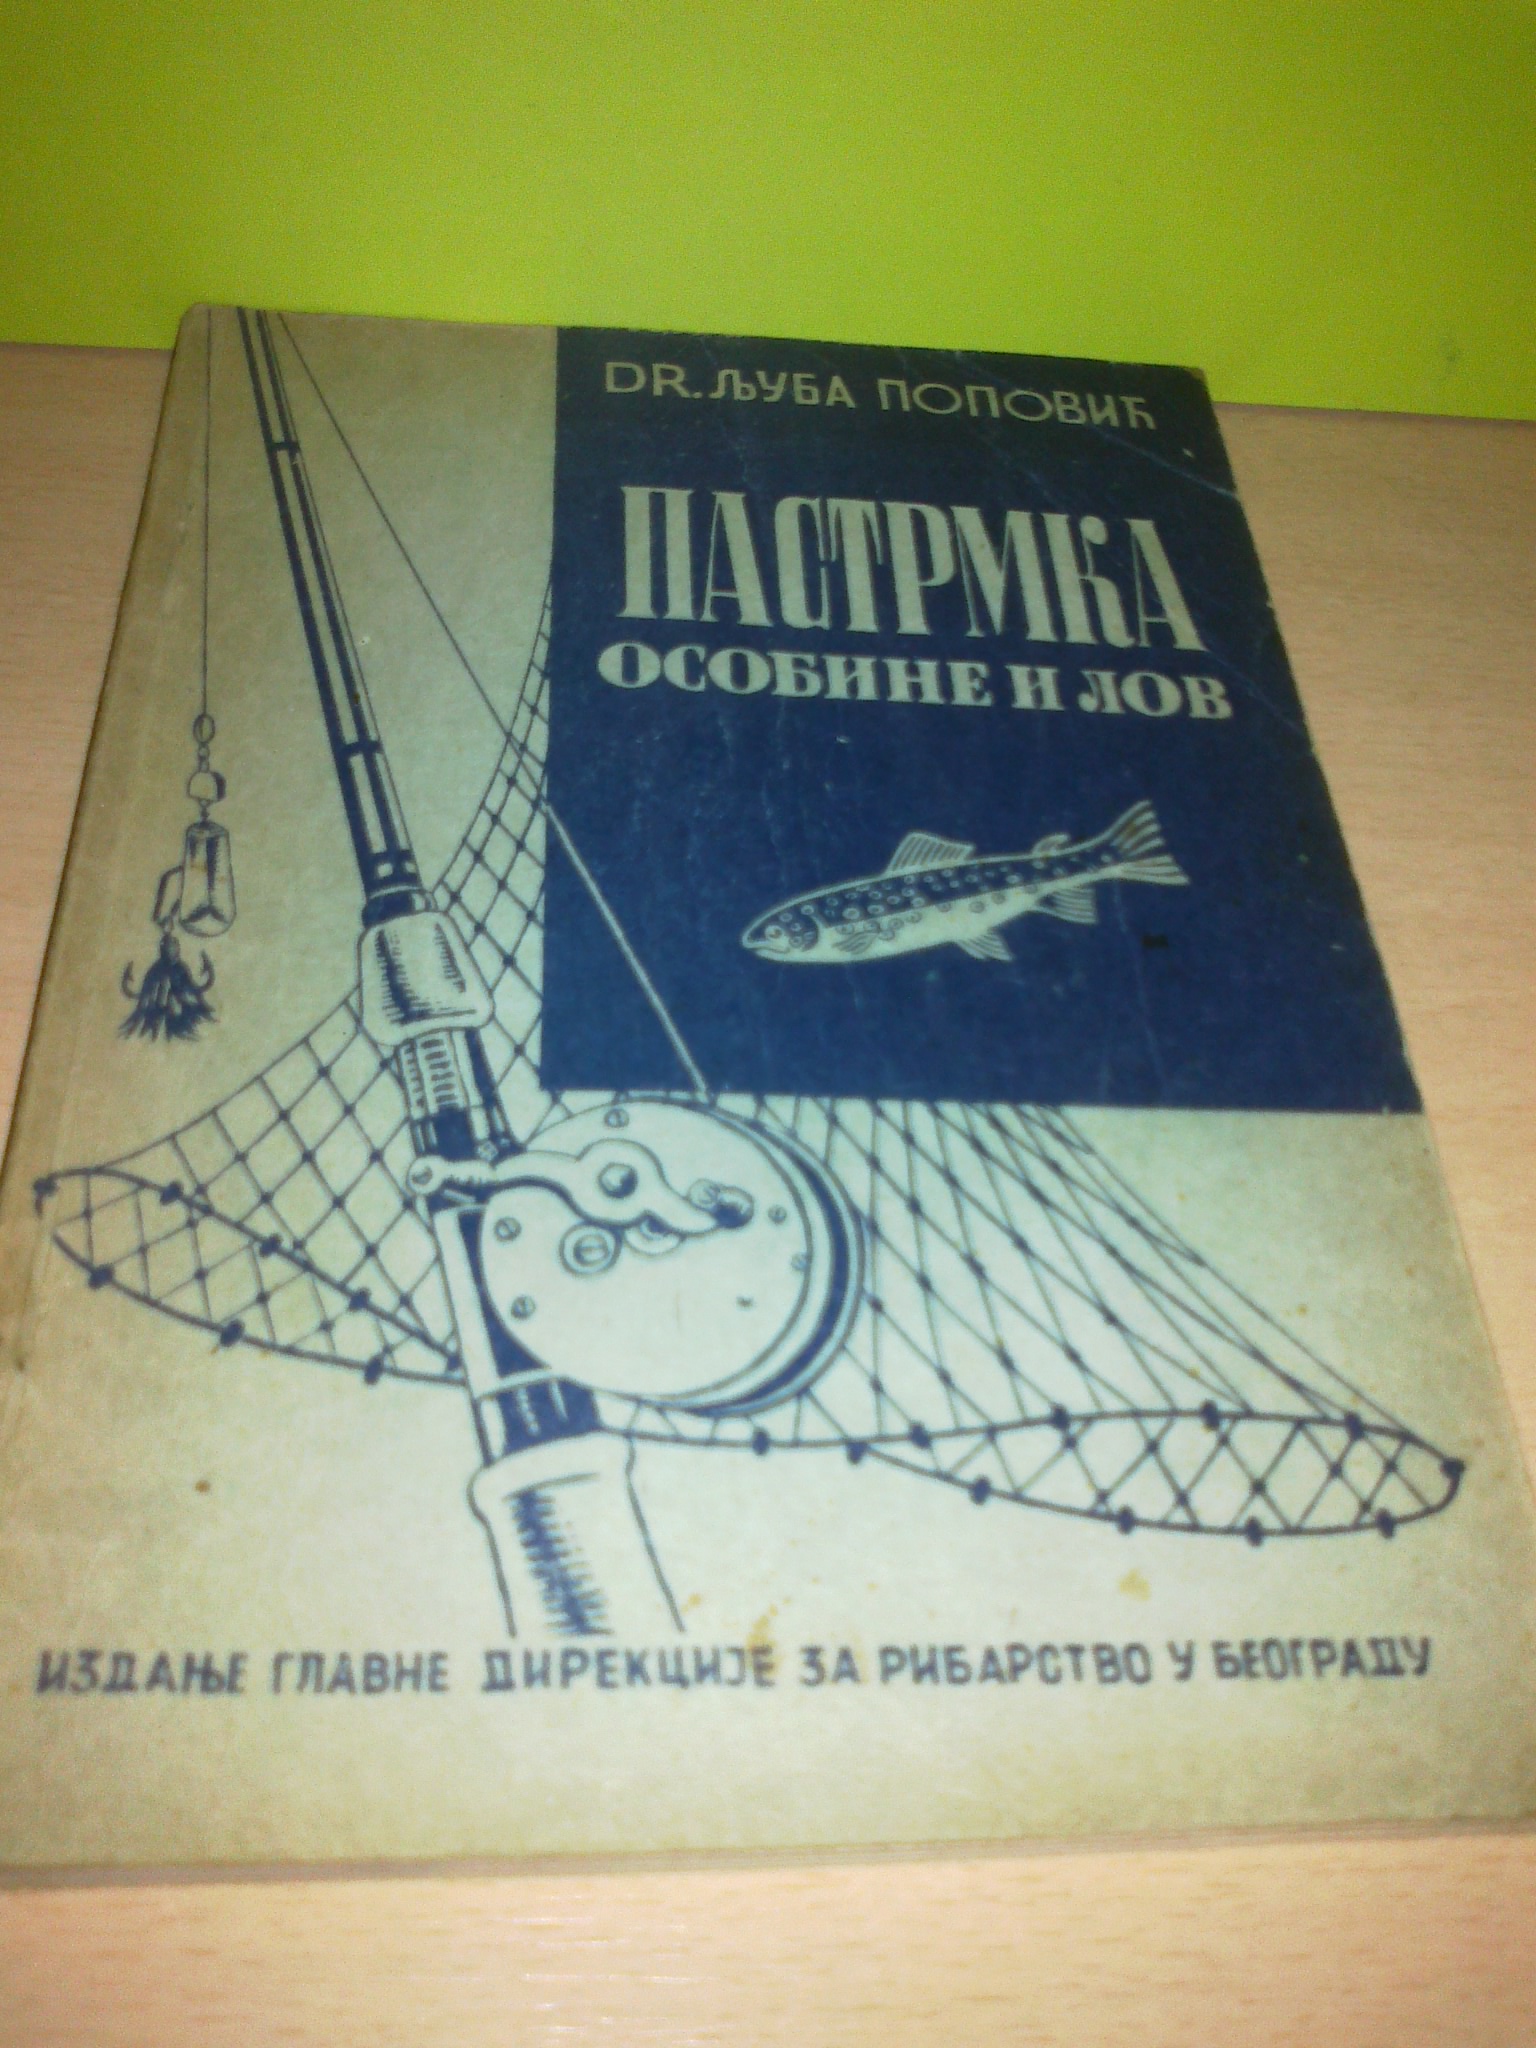 DR. ЉУБА ПОПОВИЋ
ПАСТРМКА
ОСОБИНЕ И ЛОВ
ИЗДАЊЕ ГЛАВНЕ ДИРЕКЦИЈЕ ЗА РИБАРСТВО У БЕОГРАДУ